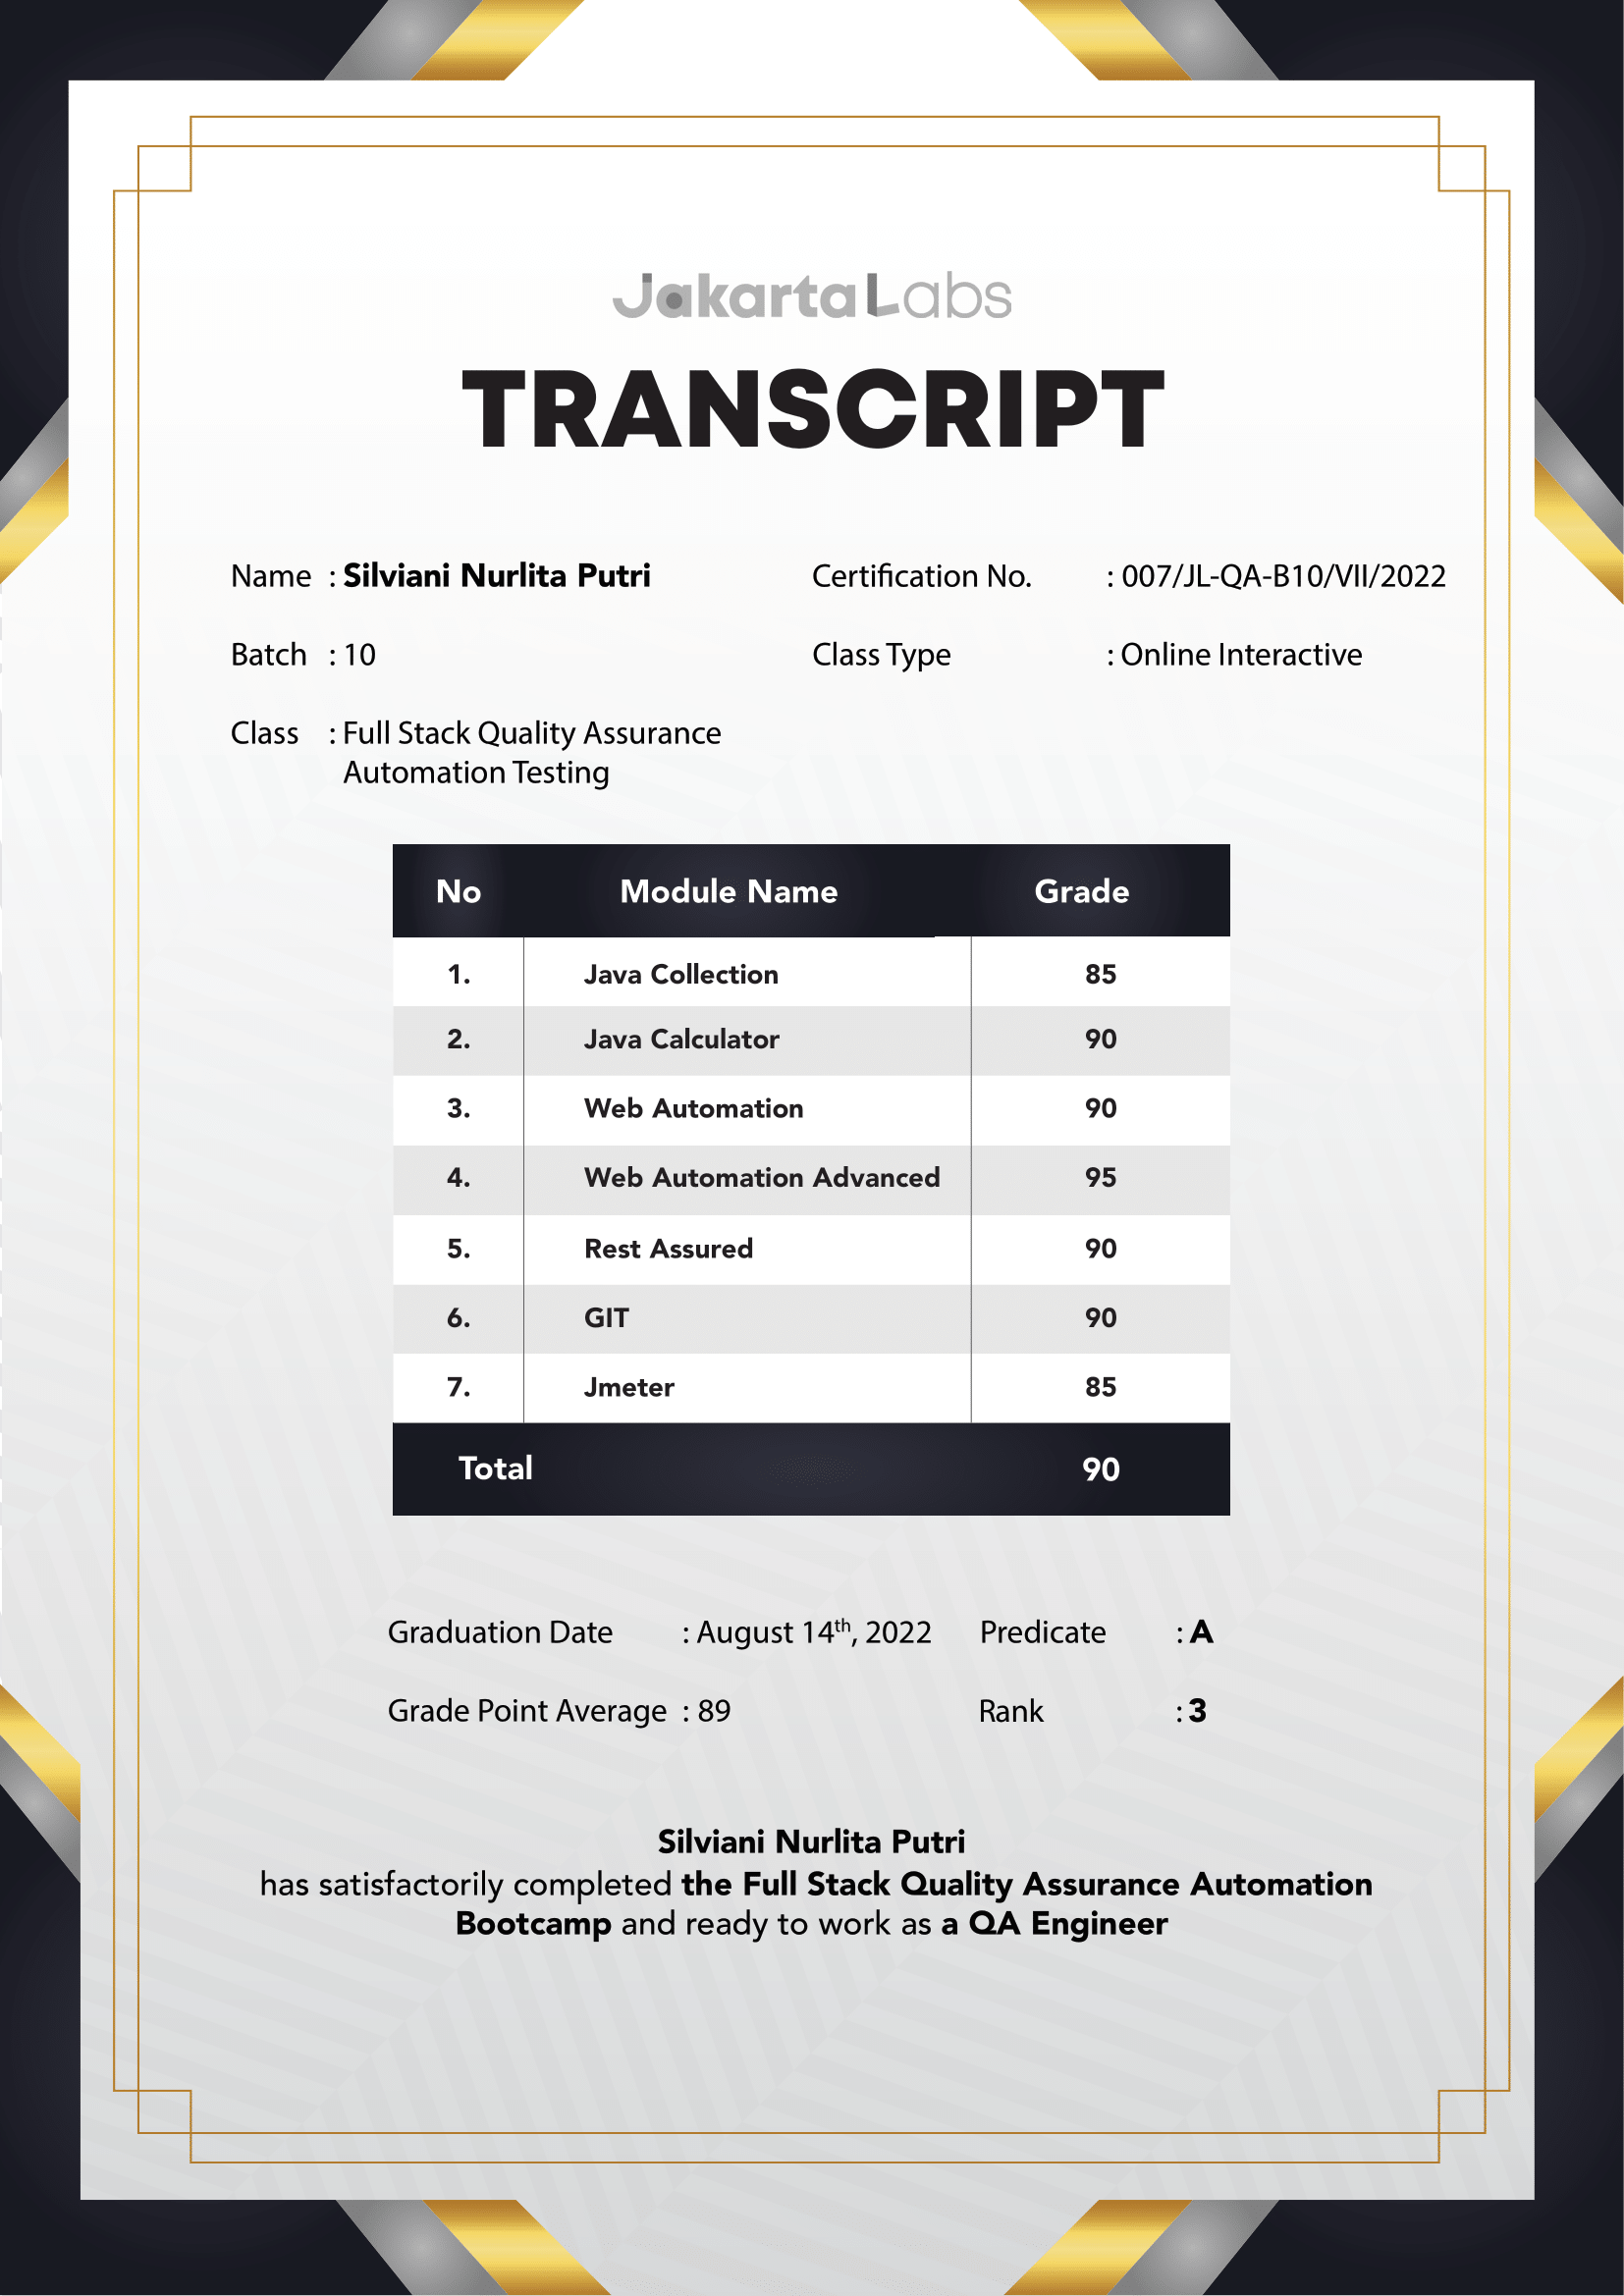 Jakarta Labs
TRANSCRIPT
Name : Silviani Nurlita Putri Certification No. : 007/JL-QA-B10/VII/2022
Batch : 10 Class Type : Online Interactive
Class : Full Stack Quality Assurance
Automation Testing
No Module Name Grade
1. Java Collection 85
2. Java Calculator 90
3. Web Automation 90
4. Web Automation Advanced 95
5. Rest Assured 90
6. GIT 90
7. Jmeter 85
Total 90
Graduation Date : August 14th, 2022 Predicate : A
Grade Point Average : 89 Rank : 3
Silviani Nurlita Putri
has satisfactorily completed the Full Stack Quality Assurance Automation
Bootcamp and ready to work as a QA Engineer